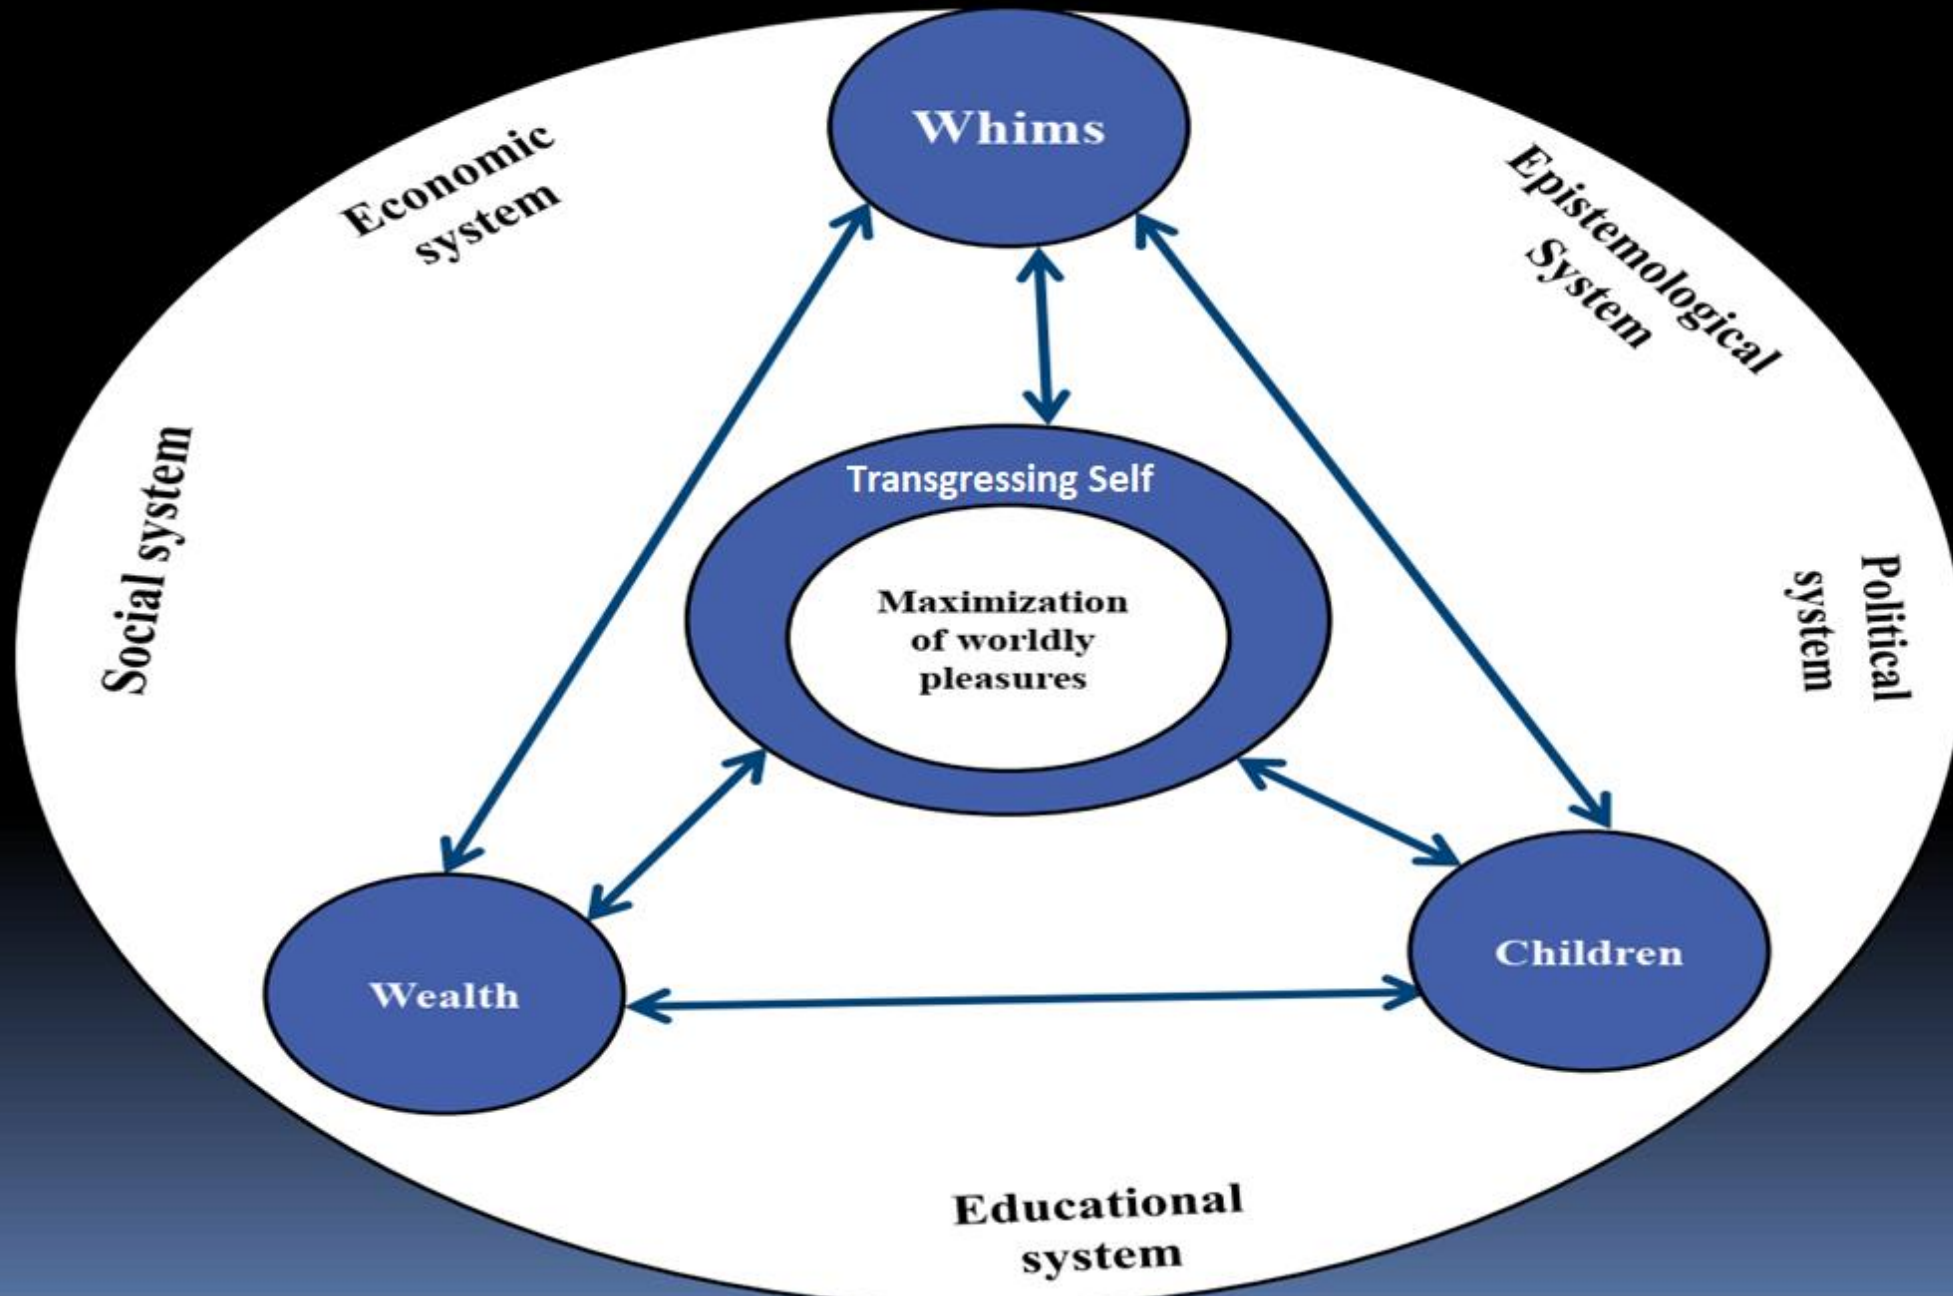 Whims
Economic
system
Epistemological
System
Transgressing Self
Social system
Maximization
of worldly
pleasures
Political
system
Wealth
Children
Educational
system